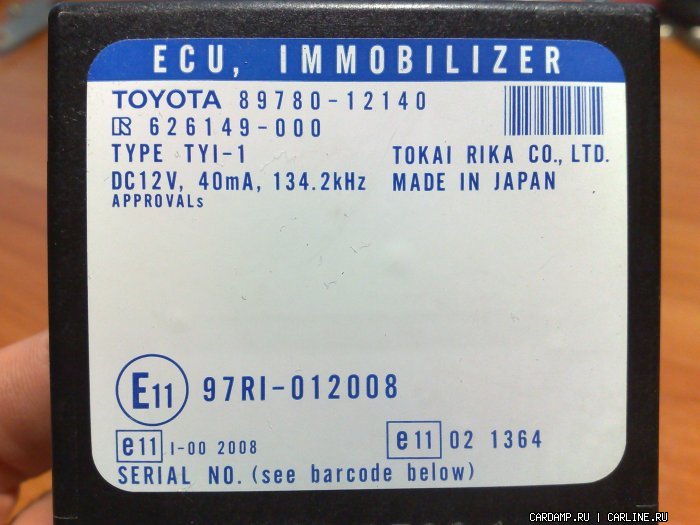 ECU, IMMOBILIZER
TOYOTA 89780-12140
R 626149-000
TYPE TYI-1 TOKAI RIKA CO., LTD.
DC12V, 40mA, 134.2kHz MADE IN JAPAN
APPROVALs
E11 97RI-012008
e11 I-00 2008 e11 02 1364
SERIAL NO. (see barcode below)
CARDAMP.RU | CARLINE.RU